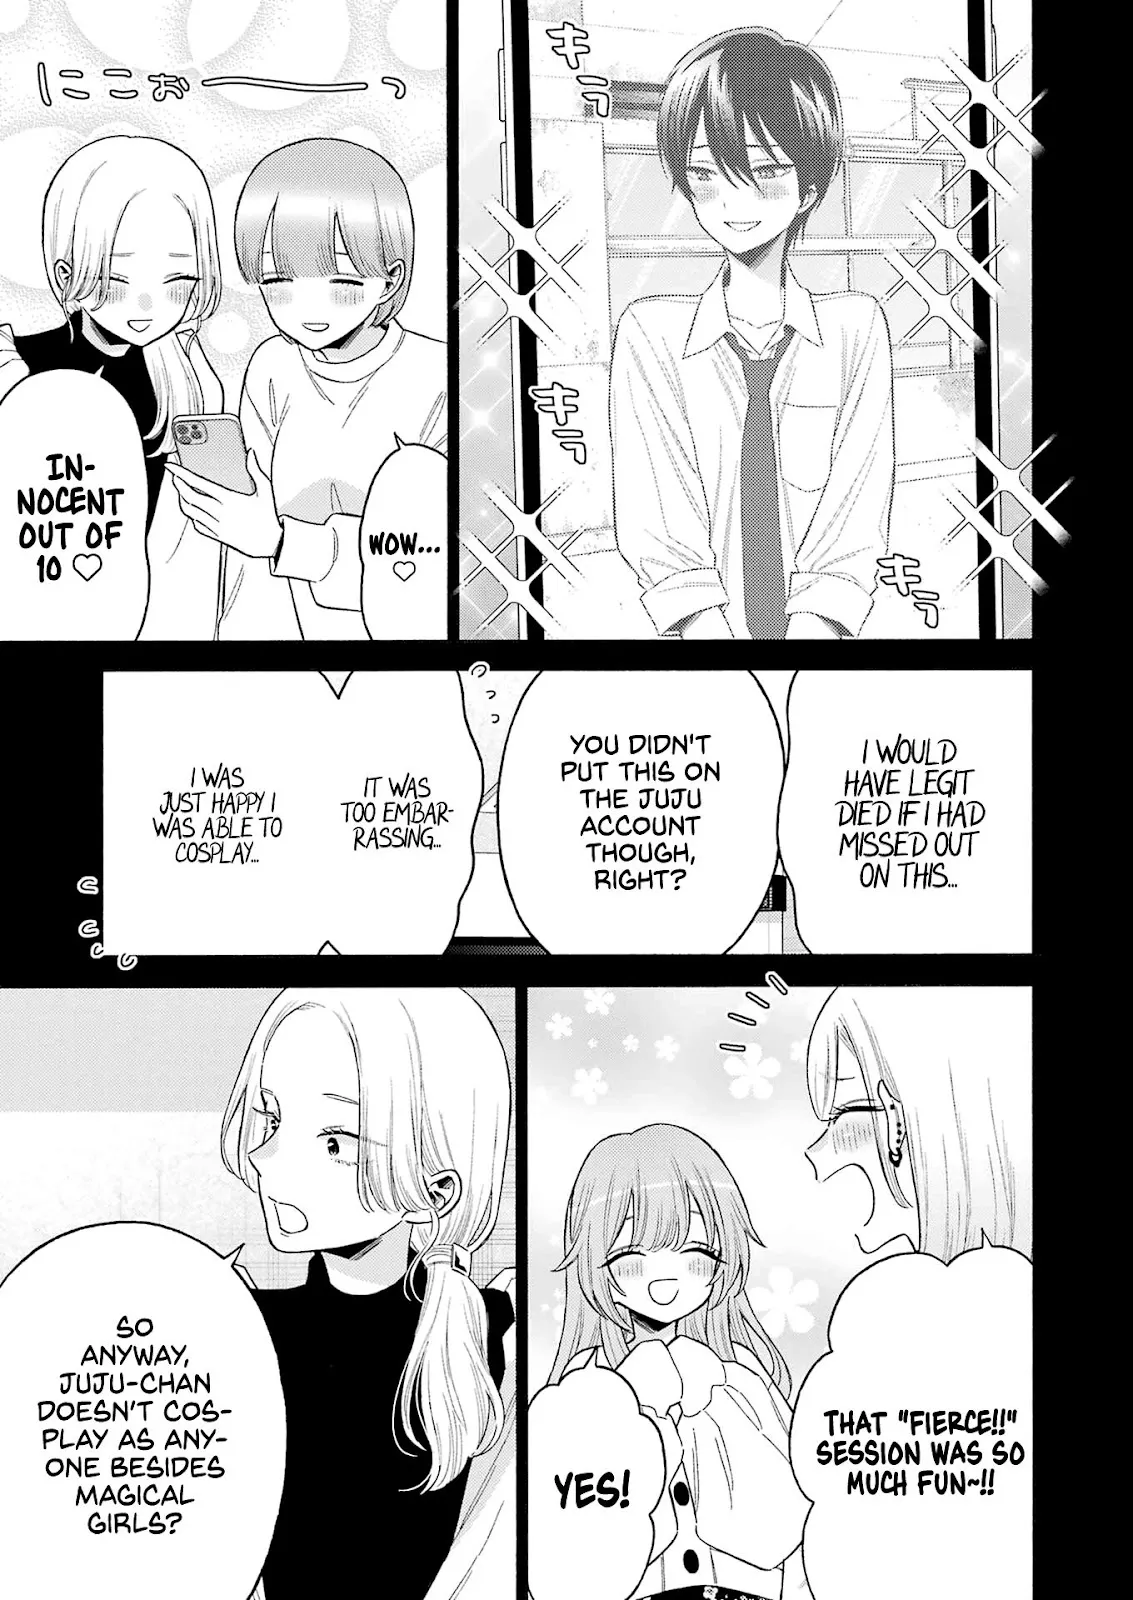 キラ
キラ
キラ
にこぉーーっ
WOW...
♡
IN-
NOCENT
OUT OF
10 ♡
I WOULD
HAVE LEGIT
DIED IF I HAD
MISSED OUT
ON THIS...
YOU DIDN'T
PUT THIS ON
THE JUJU
ACCOUNT
THOUGH,
RIGHT?
IT WAS
TOO EMBAR-
RASSING...
I WAS
JUST HAPPY I
WAS ABLE TO
COSPLAY...
THAT "FIERCE!!"
SESSION WAS SO
MUCH FUN~!!
YES!
SO
ANYWAY,
JUJU-CHAN
DOESN'T COS-
PLAY AS ANY-
ONE BESIDES
MAGICAL
GIRLS?